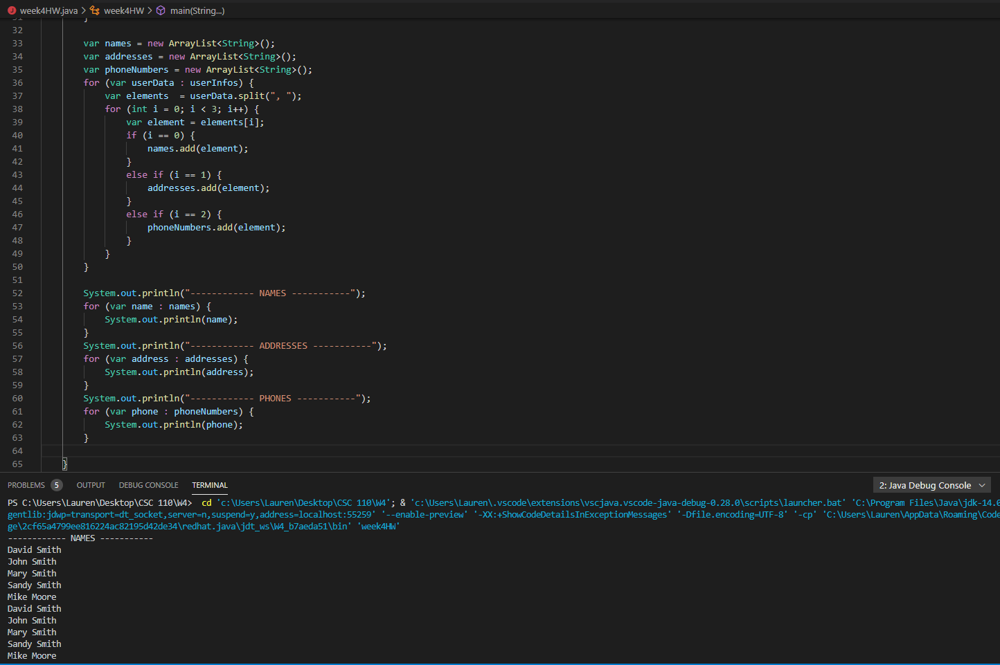 week4HW.java > week4HW > main(String...)
31 }
32
33 var names = new ArrayList<String>();
34 var addresses = new ArrayList<String>();
35 var phoneNumbers = new ArrayList<String>();
36 for (var userData : userInfos) {
37 var elements  = userData.split(", ");
38 for (int i = 0; i < 3; i++) {
39 var element = elements[i];
40 if (i == 0) {
41 names.add(element);
42 }
43 else if (i == 1) {
44 addresses.add(element);
45 }
46 else if (i == 2) {
47 phoneNumbers.add(element);
48 }
49 }
50 }
51
52 System.out.println("------------ NAMES -----------");
53 for (var name : names) {
54 System.out.println(name);
55 }
56 System.out.println("------------ ADDRESSES -----------");
57 for (var address : addresses) {
58 System.out.println(address);
59 }
60 System.out.println("------------ PHONES -----------");
61 for (var phone : phoneNumbers) {
62 System.out.println(phone);
63 }
64
65 }
PROBLEMS 5 OUTPUT DEBUG CONSOLE TERMINAL 2: Java Debug Console
PS C:\Users\Lauren\Desktop\CSC 110\W4> cd 'c:\Users\Lauren\Desktop\CSC 110\W4'; & 'c:\Users\Lauren\.vscode\extensions\vscjava.vscode-java-debug-0.28.0\scripts\launcher.bat' 'C:\Program Files\Java\jdk-14.0
gentlib:jdwp=transport=dt_socket,server=n,suspend=y,address=localhost:55259' '--enable-preview' '-XX:+ShowCodeDetailsInExceptionMessages' '-Dfile.encoding=UTF-8' '-cp' 'C:\Users\Lauren\AppData\Roaming\Code
ge\2cf65a4799ee816224ac82195d42de34\redhat.java\jdt_ws\W4_b7aeda51\bin' 'week4HW'
------------ NAMES -----------
David Smith
John Smith
Mary Smith
Sandy Smith
Mike Moore
David Smith
John Smith
Mary Smith
Sandy Smith
Mike Moore